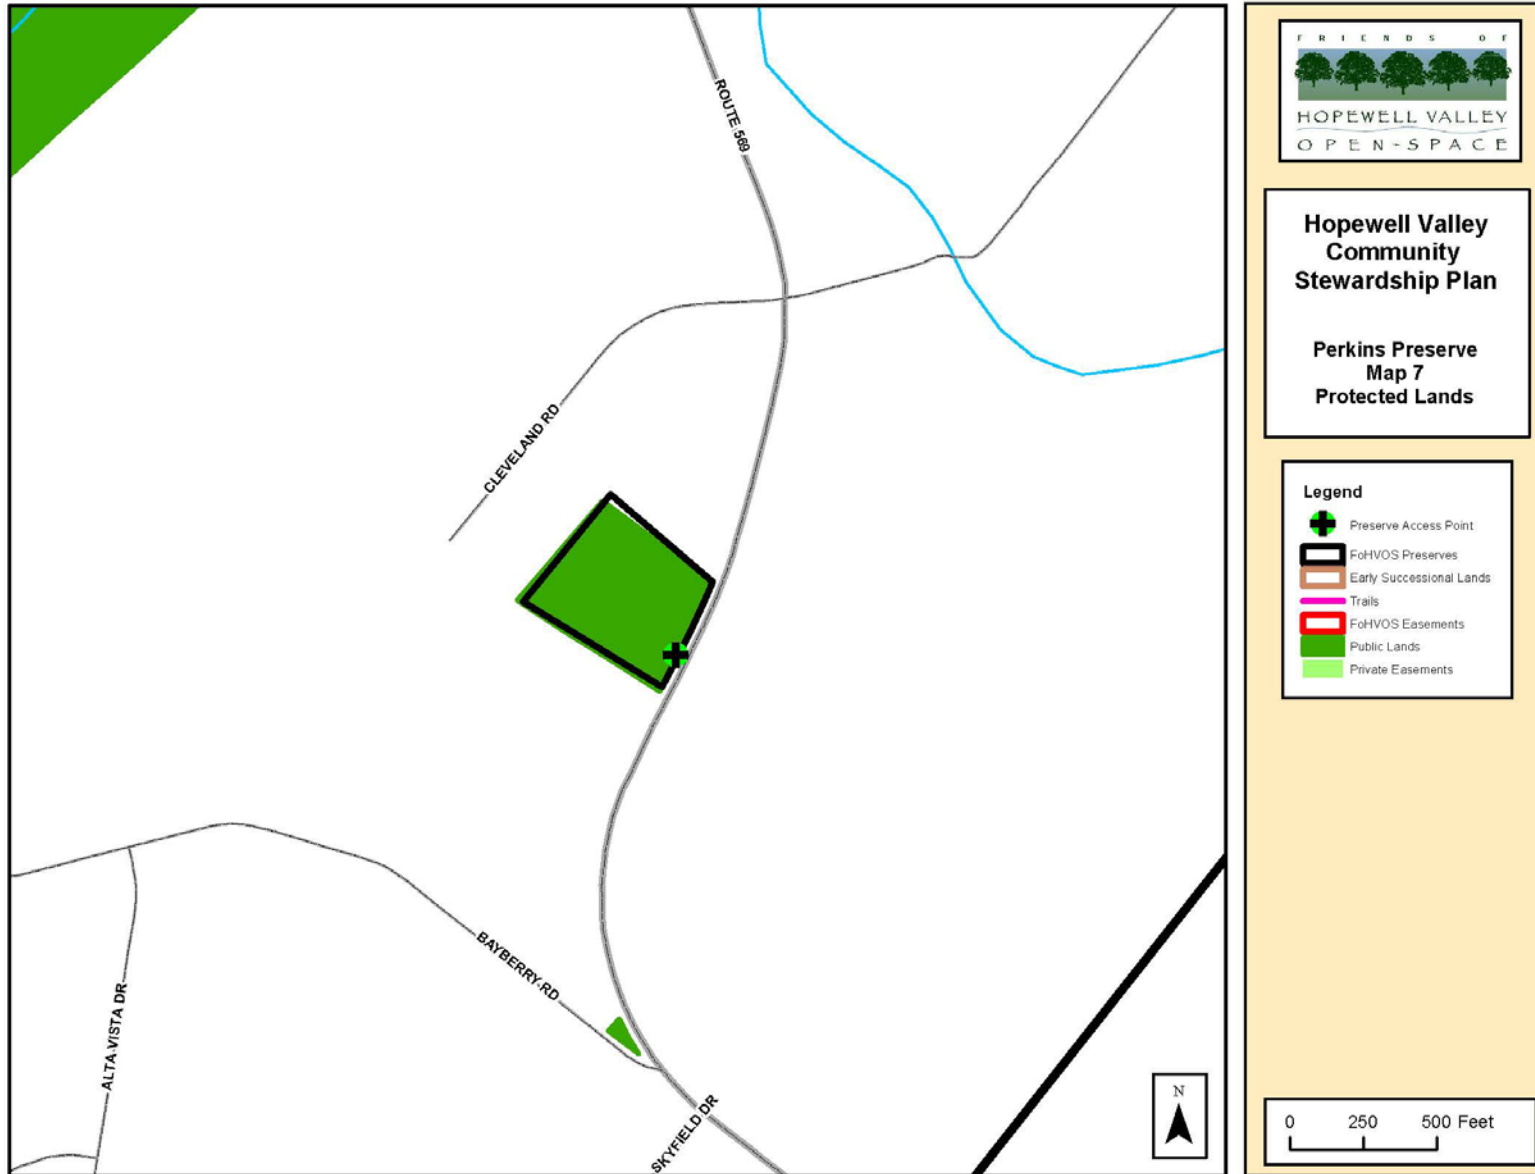 ROUTE 569
CLEVELAND RD
BAYBERRY RD
ALTA VISTA DR
SKYFIELD DR
N
FRIENDS OF
HOPEWELL VALLEY
OPEN-SPACE
Hopewell Valley
Community
Stewardship Plan
Perkins Preserve
Map 7
Protected Lands
Legend
Preserve Access Point
FoHVOS Preserves
Early Successional Lands
Trails
FoHVOS Easements
Public Lands
Private Easements
0 250 500 Feet